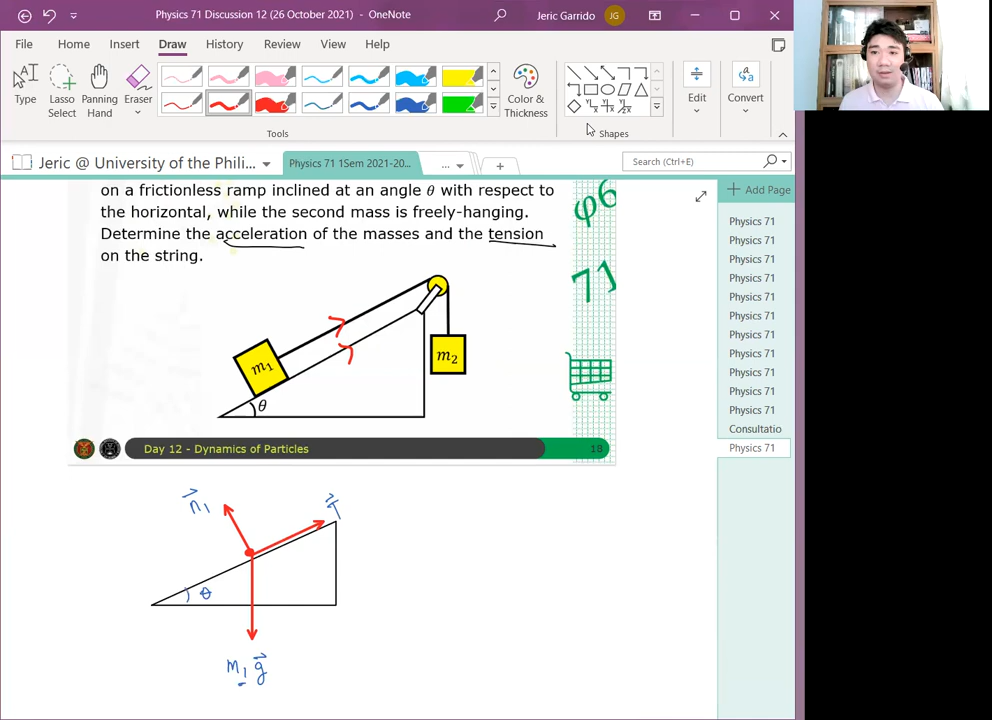 Physics 71 Discussion 12 (26 October 2021) - OneNote
Jeric Garrido
JG
File
Home
Insert
Draw
History
Review
View
Help
Type
Lasso Select
Panning Hand
Eraser
Color & Thickness
Edit
Convert
Tools
Shapes
Jeric @ University of the Phili...
Physics 71 1Sem 2021-20...
...
Search (Ctrl+E)
Add Page
on a frictionless ramp inclined at an angle θ with respect to
the horizontal, while the second mass is freely-hanging.
Determine the acceleration of the masses and the tension
on the string.
φ6
71
m₁
m₂
θ
Day 12 - Dynamics of Particles
18
Physics 71
Physics 71
Physics 71
Physics 71
Physics 71
Physics 71
Physics 71
Physics 71
Physics 71
Physics 71
Physics 71
Consultatio
Physics 71
n⃗₁
T⃗
θ
m₁g⃗